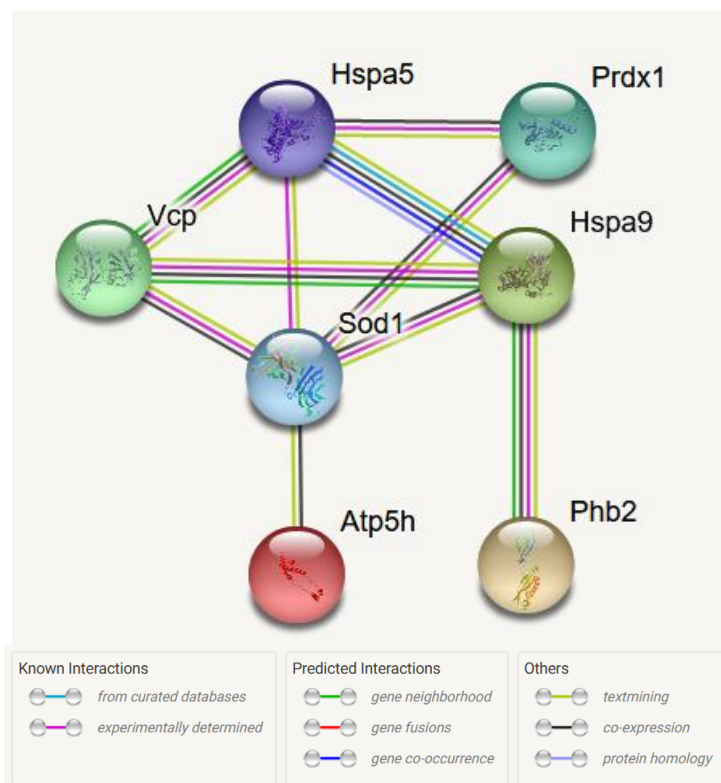 Hspa5
Prdx1
Vcp
Hspa9
Sod1
Atp5h
Phb2
Known Interactions
from curated databases
experimentally determined
Predicted Interactions
gene neighborhood
gene fusions
gene co-occurrence
Others
textmining
co-expression
protein homology